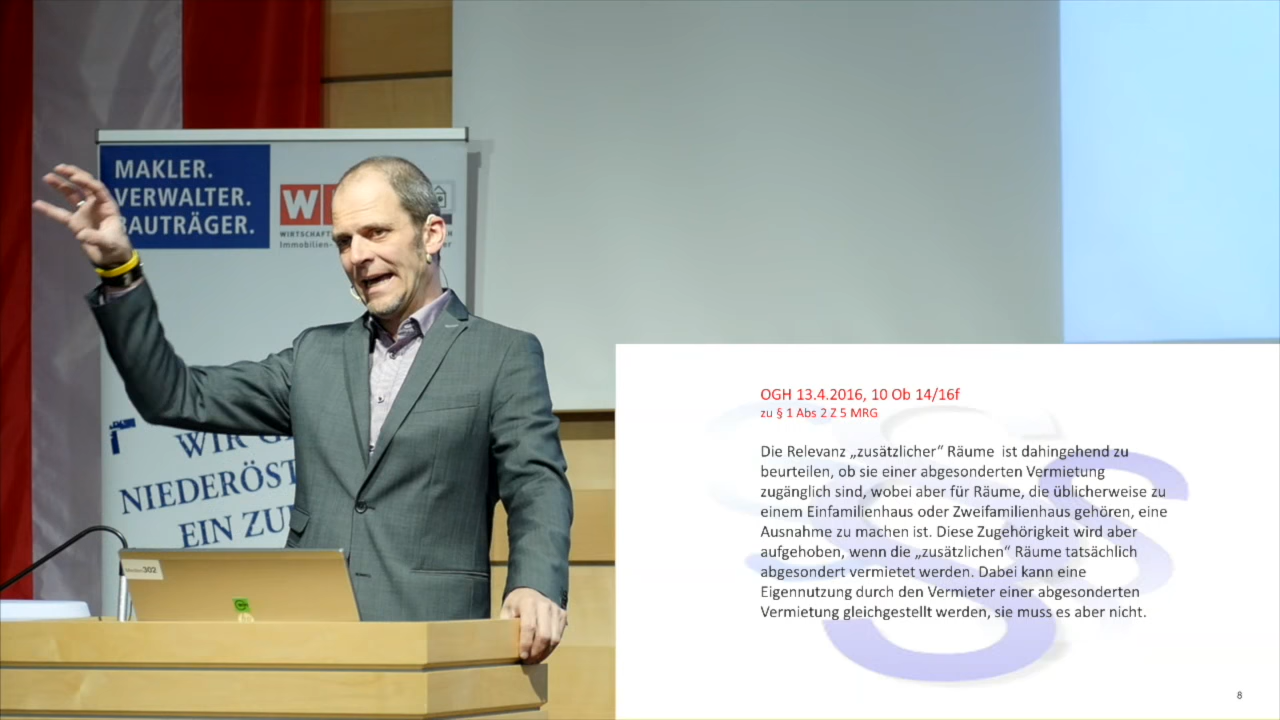 MAKLER.
VERWALTER.
BAUTRÄGER.
W
WIRTSCHAFT
Immobilien-
WIR
NIEDERÖST
EIN ZU
302
OGH 13.4.2016, 10 Ob 14/16f
zu § 1 Abs 2 Z 5 MRG
Die Relevanz „zusätzlicher“ Räume ist dahingehend zu
beurteilen, ob sie einer abgesonderten Vermietung
zugänglich sind, wobei aber für Räume, die üblicherweise zu
einem Einfamilienhaus oder Zweifamilienhaus gehören, eine
Ausnahme zu machen ist. Diese Zugehörigkeit wird aber
aufgehoben, wenn die „zusätzlichen“ Räume tatsächlich
abgesondert vermietet werden. Dabei kann eine
Eigennutzung durch den Vermieter einer abgesonderten
Vermietung gleichgestellt werden, sie muss es aber nicht.
8